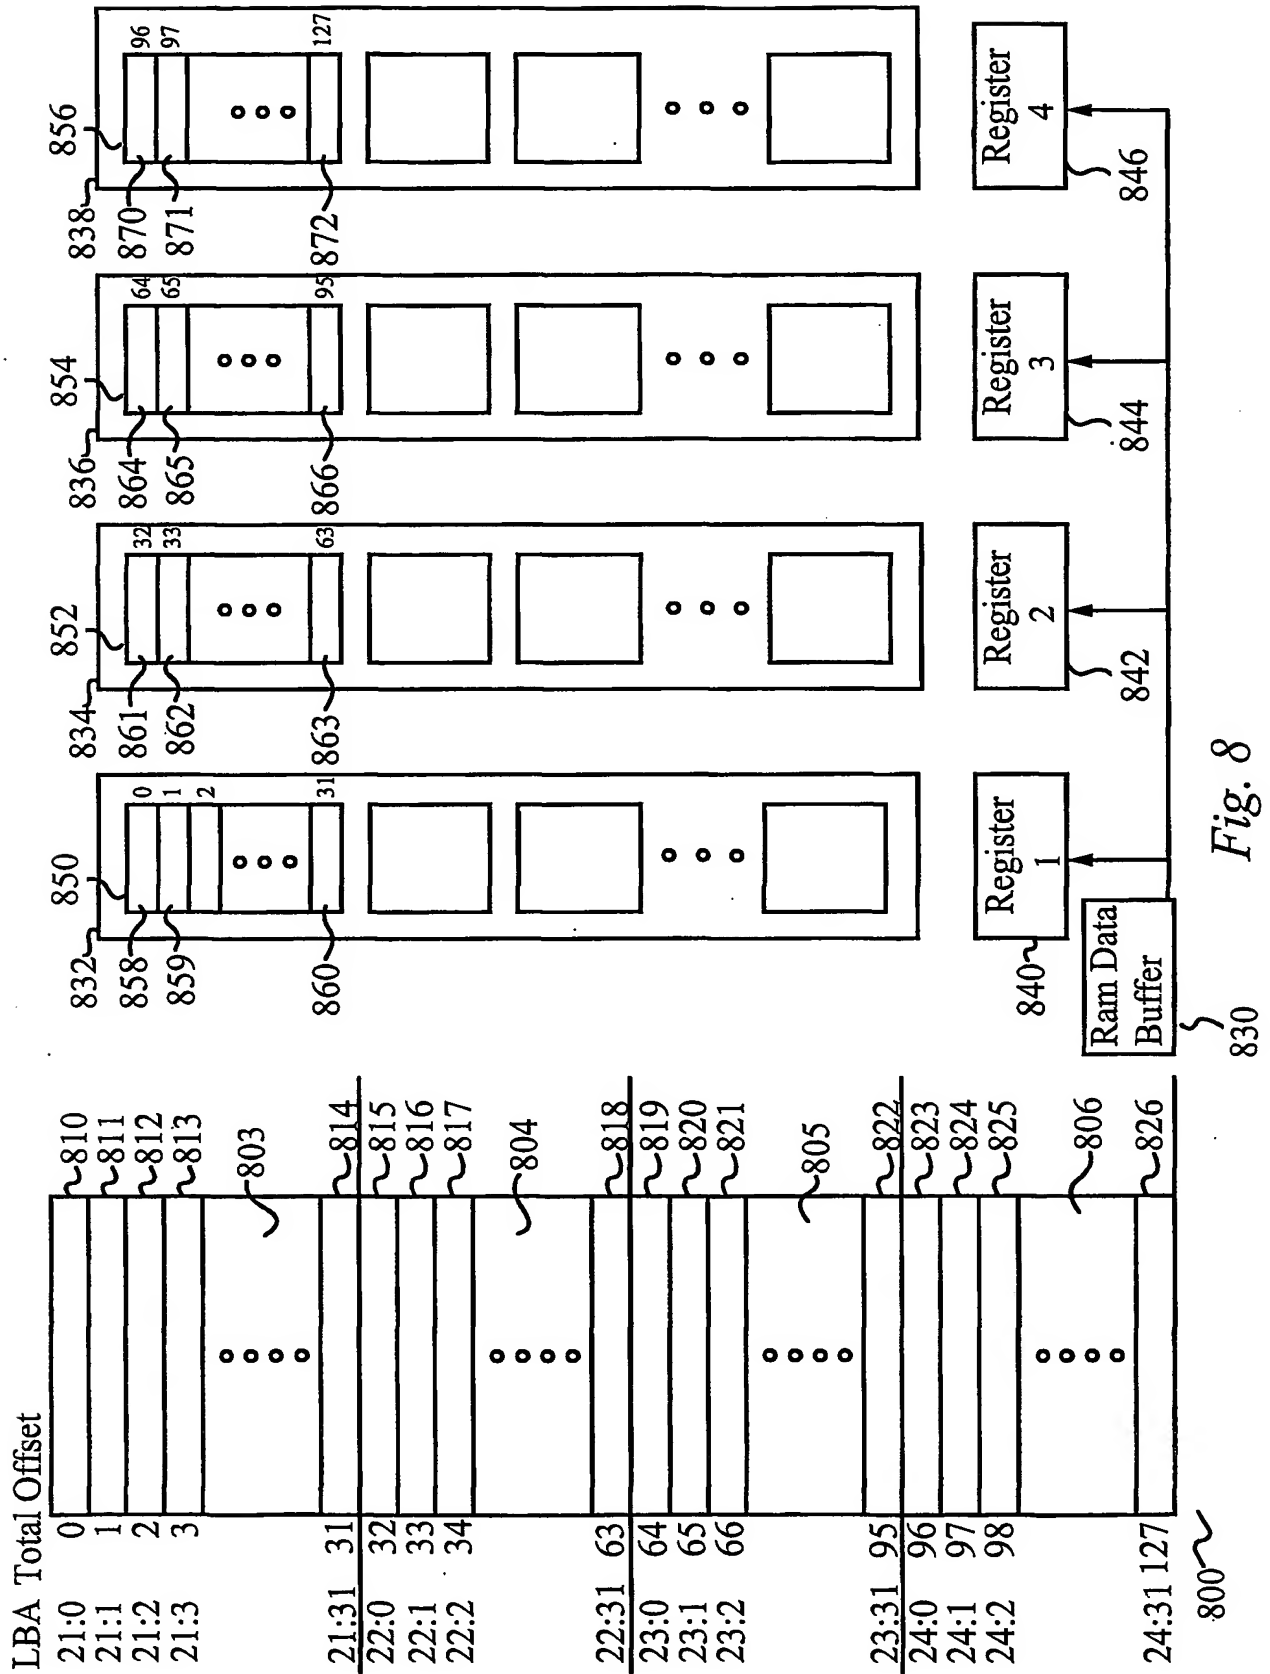 LBA Total Offset
21:0 0 810
21:1 1 811
21:2 2 812
21:3 3 813
803
21:31 31 814
22:0 32 815
22:1 33 816
22:2 34 817
804
22:31 63 818
23:0 64 819
23:1 65 820
23:2 66 821
805
23:31 95 822
24:0 96 823
24:1 97 824
24:2 98 825
806
24:31 127 826
800
832
850
858 0
859 1
2
860 31
834
852
861 32
862 33
863 63
836
854
864 64
865 65
866 95
838
856
870 96
871 97
872 127
Register
1
840
Register
2
842
Register
3
844
Register
4
846
Ram Data
Buffer
830
Fig. 8